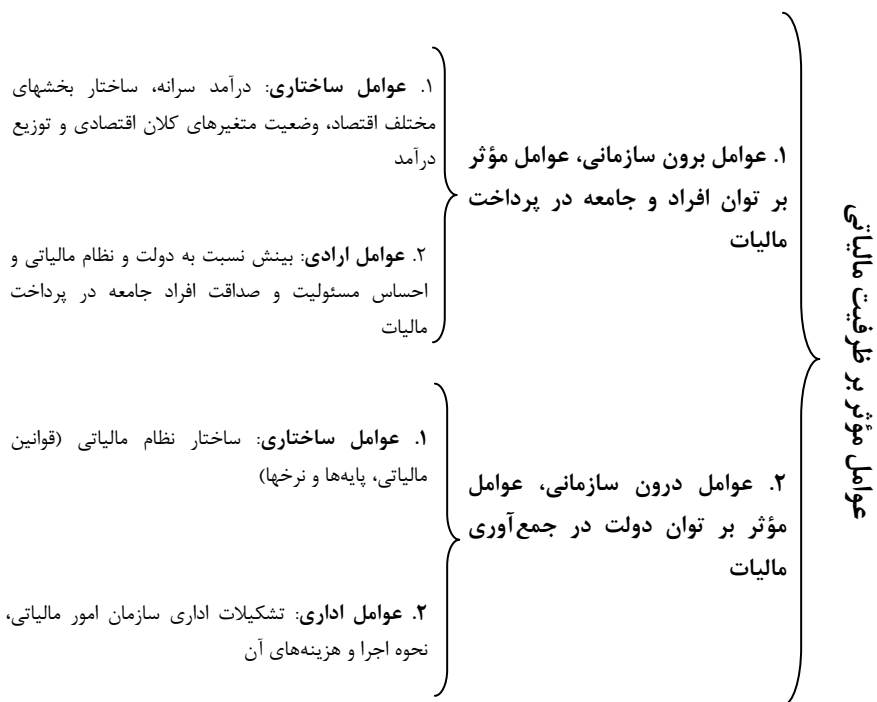 عوامل مؤثر بر ظرفیت مالیاتی
۱. عوامل برون سازمانی، عوامل مؤثر
بر توان افراد و جامعه در پرداخت
مالیات
۱. عوامل ساختاری: درآمد سرانه، ساختار بخشهای
مختلف اقتصاد، وضعیت متغیرهای کلان اقتصادی و توزیع
درآمد
۲. عوامل ارادی: بینش نسبت به دولت و نظام مالیاتی و
احساس مسئولیت و صداقت افراد جامعه در پرداخت
مالیات
۲. عوامل درون سازمانی، عوامل
مؤثر بر توان دولت در جمع‌آوری
مالیات
۱. عوامل ساختاری: ساختار نظام مالیاتی (قوانین
مالیاتی، پایه‌ها و نرخها)
۲. عوامل اداری: تشکیلات اداری سازمان امور مالیاتی،
نحوه اجرا و هزینه‌های آن